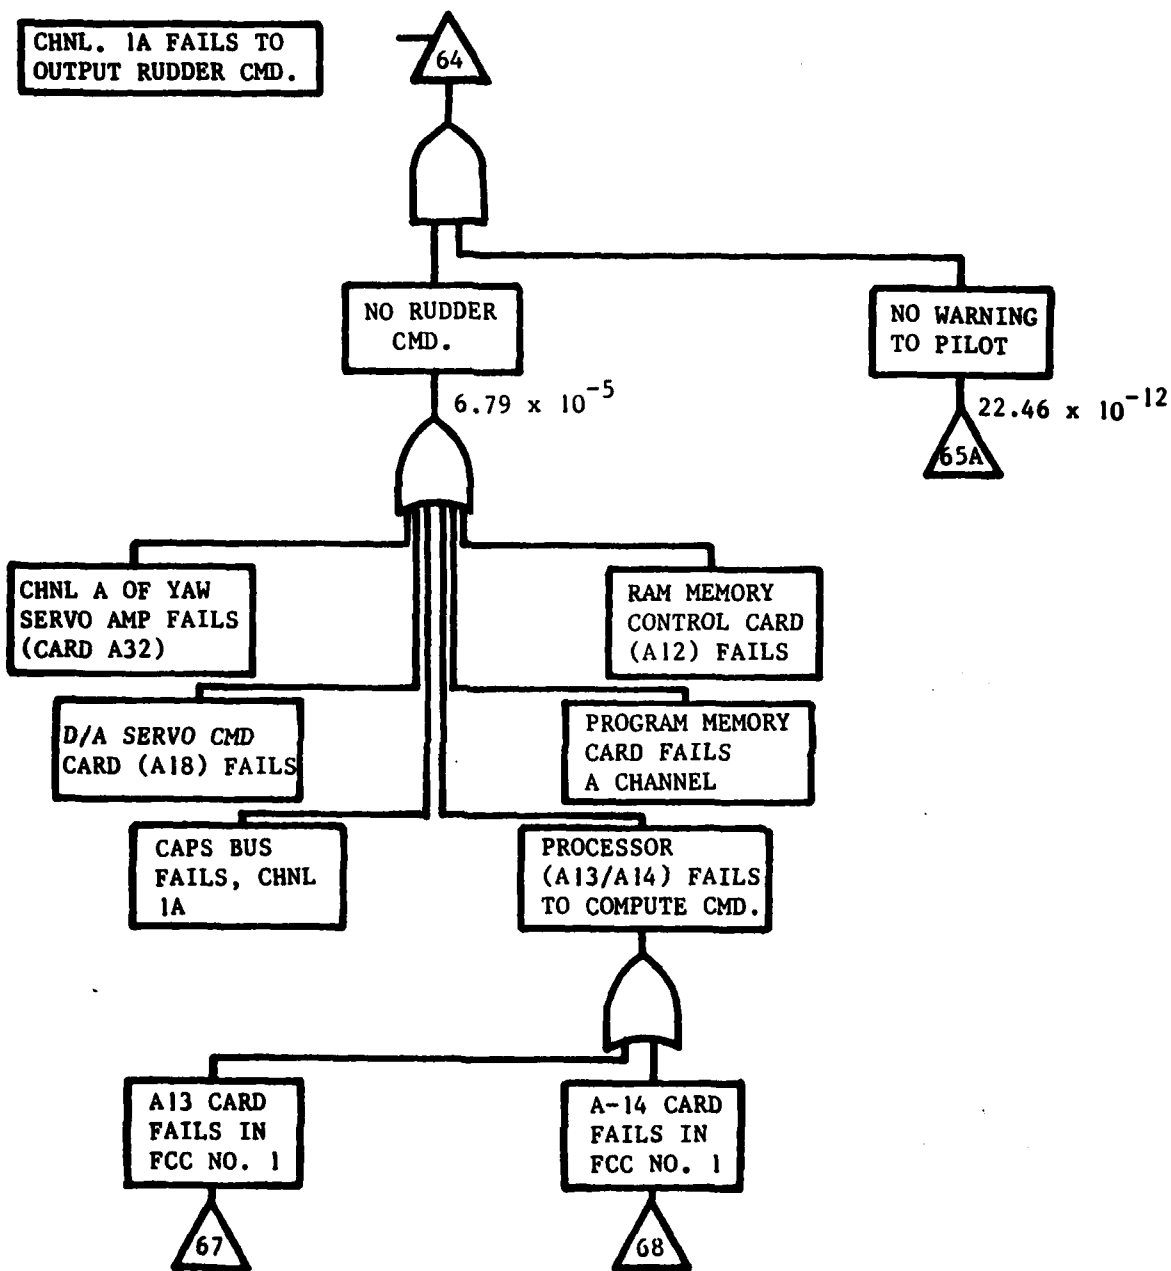 CHNL. 1A FAILS TO
OUTPUT RUDDER CMD.
64
NO RUDDER
CMD.
NO WARNING
TO PILOT
6.79 x 10^-5
22.46 x 10^-12
65A
CHNL A OF YAW
SERVO AMP FAILS
(CARD A32)
RAM MEMORY
CONTROL CARD
(A12) FAILS
D/A SERVO CMD
CARD (A18) FAILS
PROGRAM MEMORY
CARD FAILS
A CHANNEL
CAPS BUS
FAILS, CHNL
1A
PROCESSOR
(A13/A14) FAILS
TO COMPUTE CMD.
A13 CARD
FAILS IN
FCC NO. 1
A-14 CARD
FAILS IN
FCC NO. 1
67
68